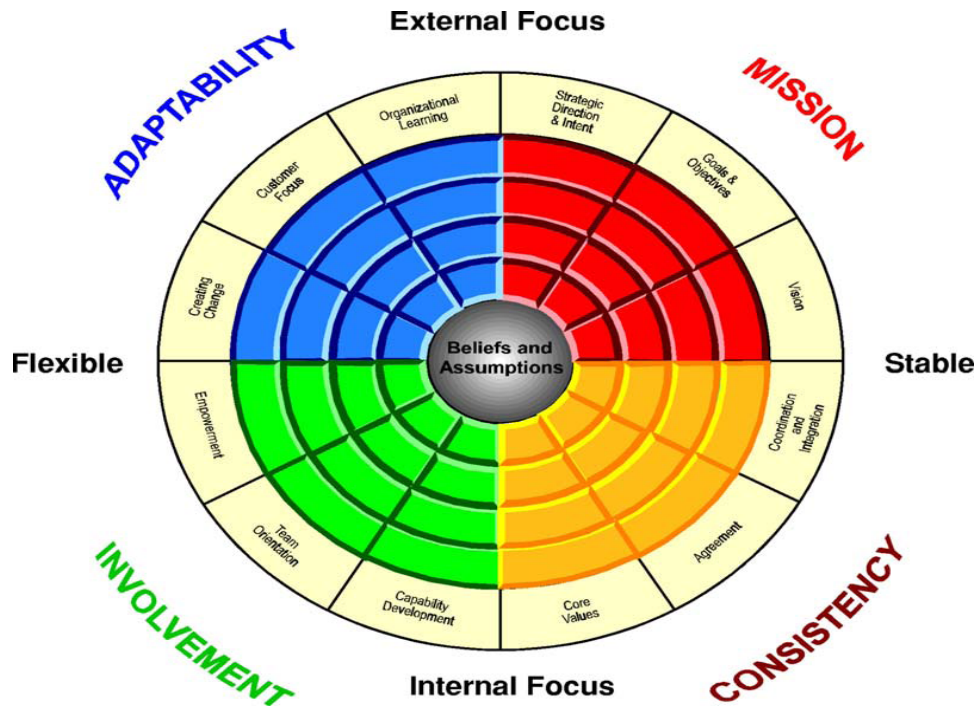 External Focus
ADAPTABILITY
MISSION
Organizational
Learning
Strategic
Direction
& Intent
Customer
Focus
Goals &
Objectives
Creating
Change
Vision
Flexible
Beliefs and
Assumptions
Stable
Empowerment
Coordination
and
Integration
Team
Orientation
Agreement
Capability
Development
Core
Values
INVOLVEMENT
CONSISTENCY
Internal Focus